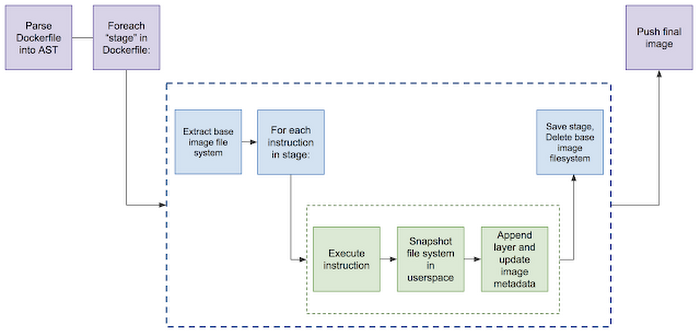 Parse
Dockerfile
into AST
Foreach
“stage” in
Dockerfile:
Push final
image
Extract base
image file
system
For each
instruction
in stage:
Save stage,
Delete base
image
filesystem
Execute
instruction
Snapshot
file system
in
userspace
Append
layer and
update
image
metadata